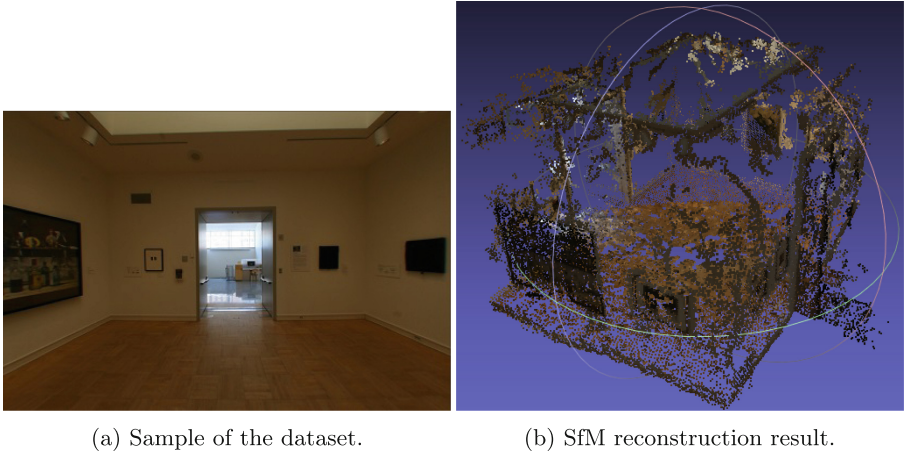 (a) Sample of the dataset.
(b) SfM reconstruction result.